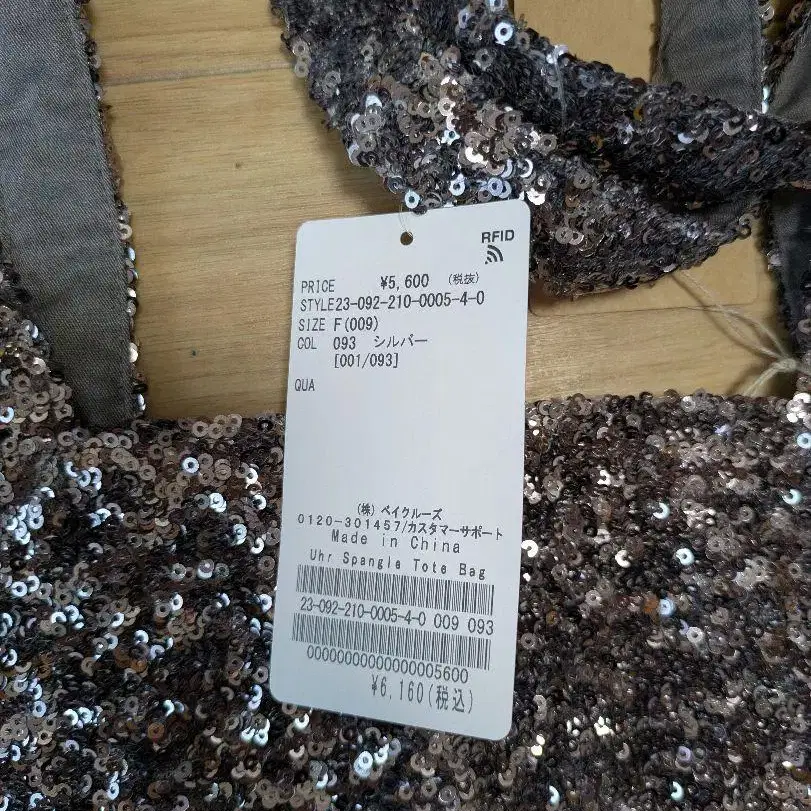 RFID
PRICE ¥5,600 (税抜)
STYLE23-092-210-0005-4-0
SIZE F(009)
COL 093 シルバー
[001/093]
QUA
(株) ベイクルーズ
0120-301457/カスタマーサポート
Made in China
Uhr Spangle Tote Bag
23-092-210-0005-4-0 009 093
00000000000000005600
¥6,160(税込)